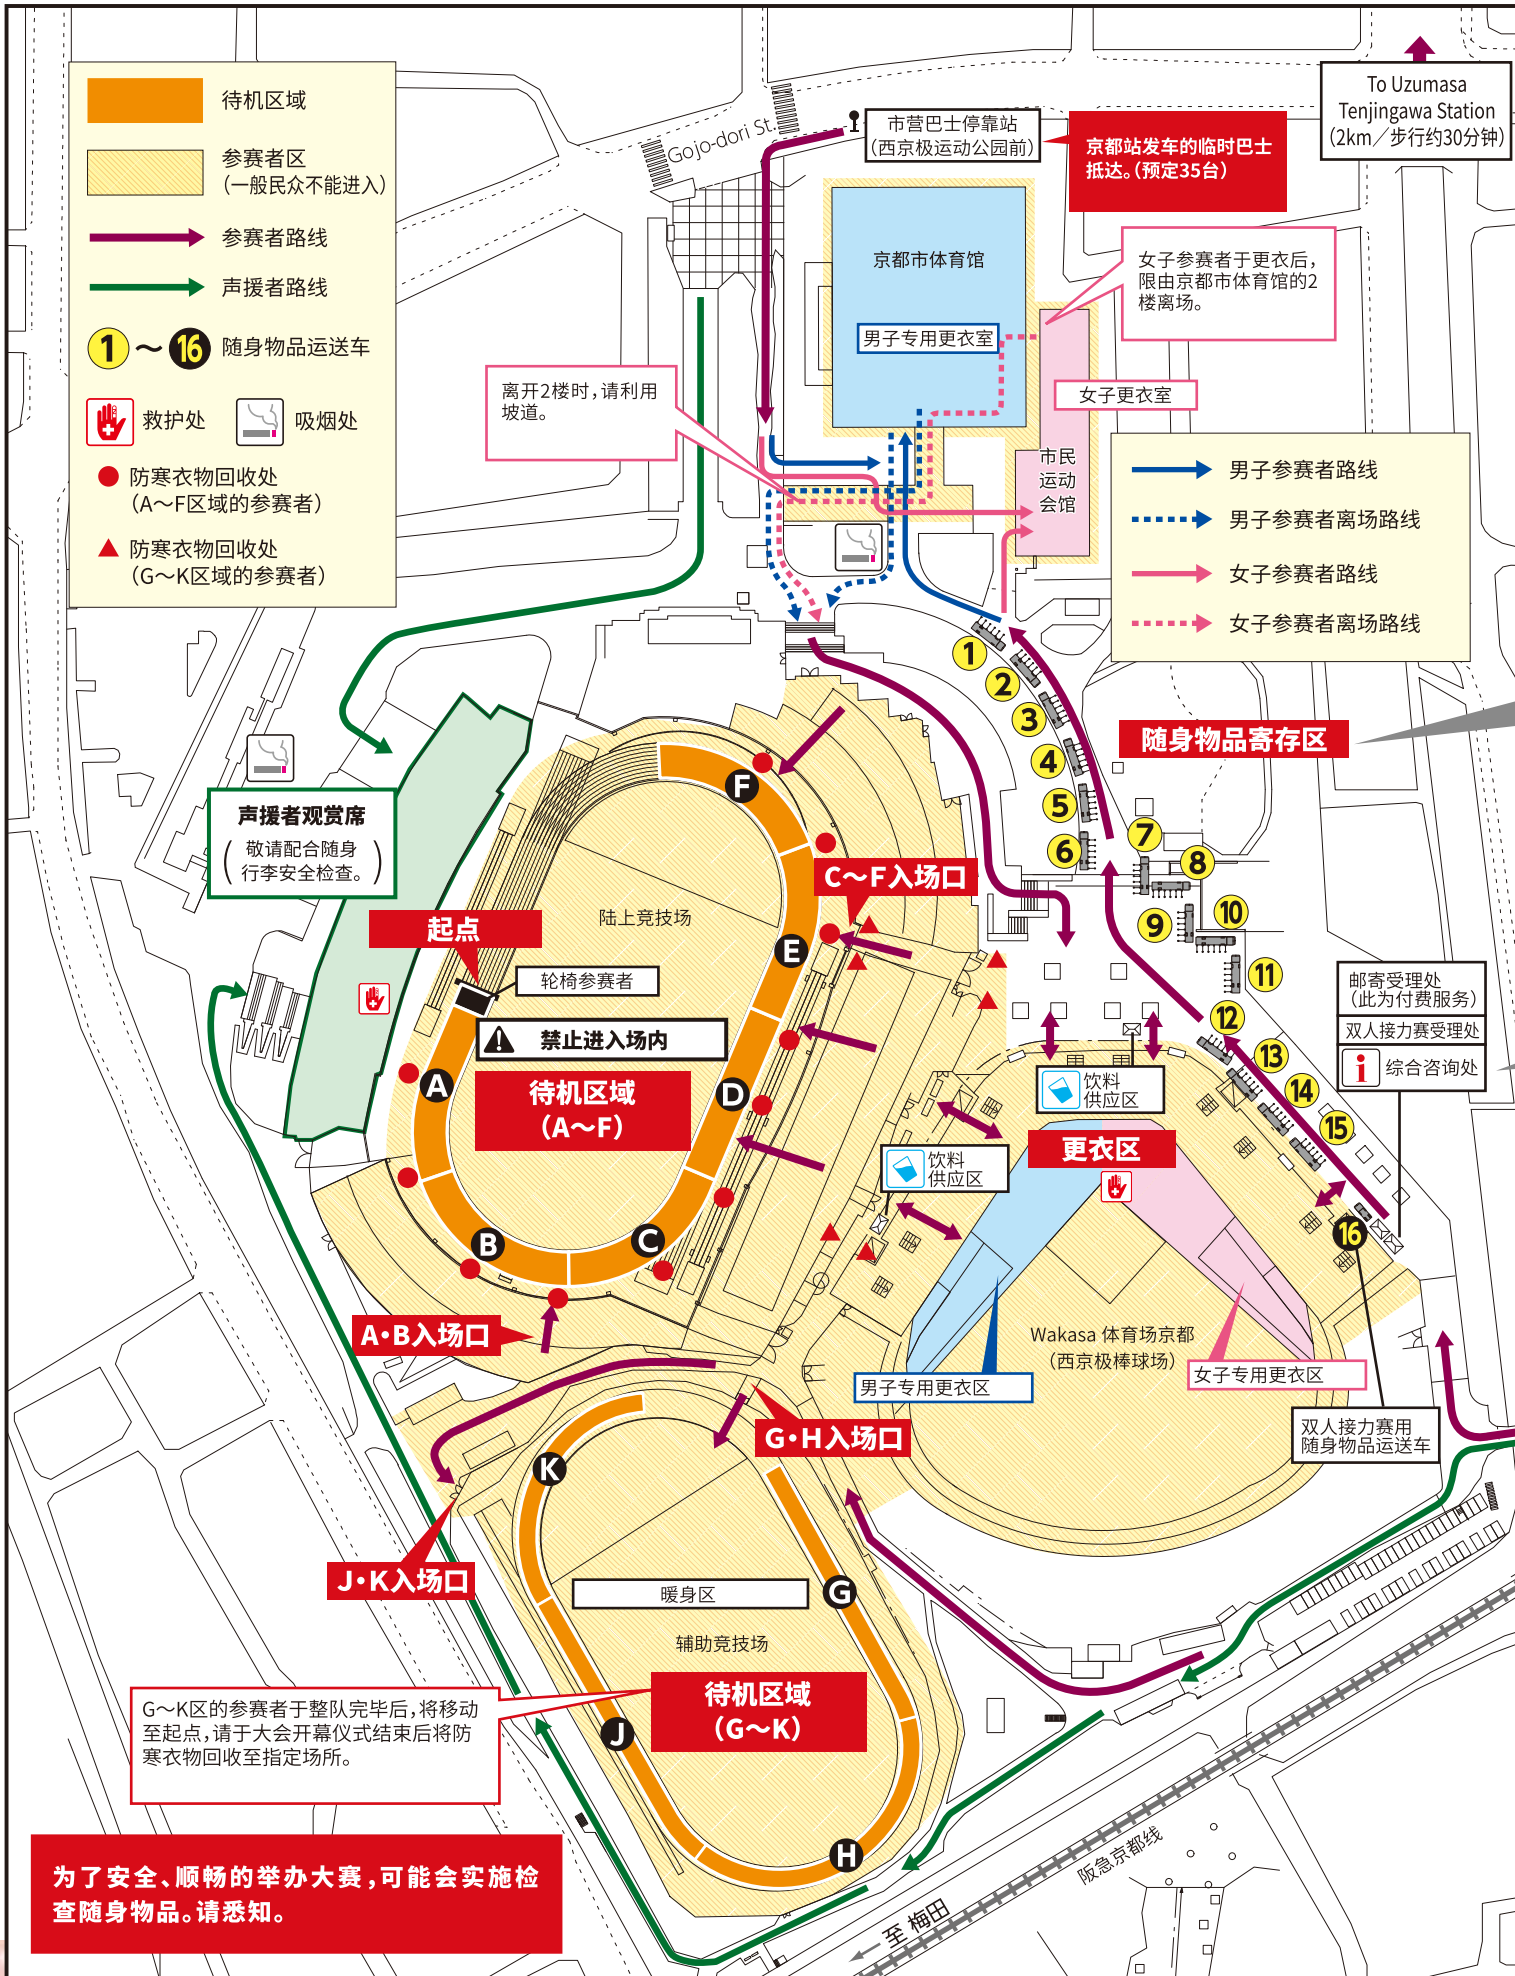 待机区域
参赛者区
（一般民众不能进入）
参赛者路线
声援者路线
1～16 随身物品运送车
救护处
吸烟处
防寒衣物回收处
（A～F区域的参赛者）
防寒衣物回收处
（G～K区域的参赛者）
Gojo-dori St.
市营巴士停靠站
（西京极运动公园前）
京都站发车的临时巴士
抵达。（预定35台）
To Uzumasa
Tenjingawa Station
（2km／步行约30分钟）
京都市体育馆
男子专用更衣室
女子参赛者于更衣后，
限由京都市体育馆的2
楼离场。
女子更衣室
市民
运动
会馆
离开2楼时，请利用
坡道。
男子参赛者路线
男子参赛者离场路线
女子参赛者路线
女子参赛者离场路线
1
2
3
4
5
6
7
8
9
10
11
12
13
14
15
16
随身物品寄存区
声援者观赏席
（敬请配合随身
行李安全检查。）
起点
轮椅参赛者
禁止进入场内
待机区域
（A～F）
陆上竞技场
F
E
D
C
B
A
C～F入场口
A・B入场口
G・H入场口
J・K入场口
邮寄受理处
（此为付费服务）
双人接力赛受理处
i 综合咨询处
饮料
供应区
饮料
供应区
更衣区
Wakasa 体育场京都
（西京极棒球场）
男子专用更衣区
女子专用更衣区
双人接力赛用
随身物品运送车
K
G
J
H
暖身区
辅助竞技场
待机区域
（G～K）
G～K区的参赛者于整队完毕后，将移动
至起点，请于大会开幕仪式结束后将防
寒衣物回收至指定场所。
为了安全、顺畅的举办大赛，可能会实施检
查随身物品。请悉知。
阪急京都线
至 梅田